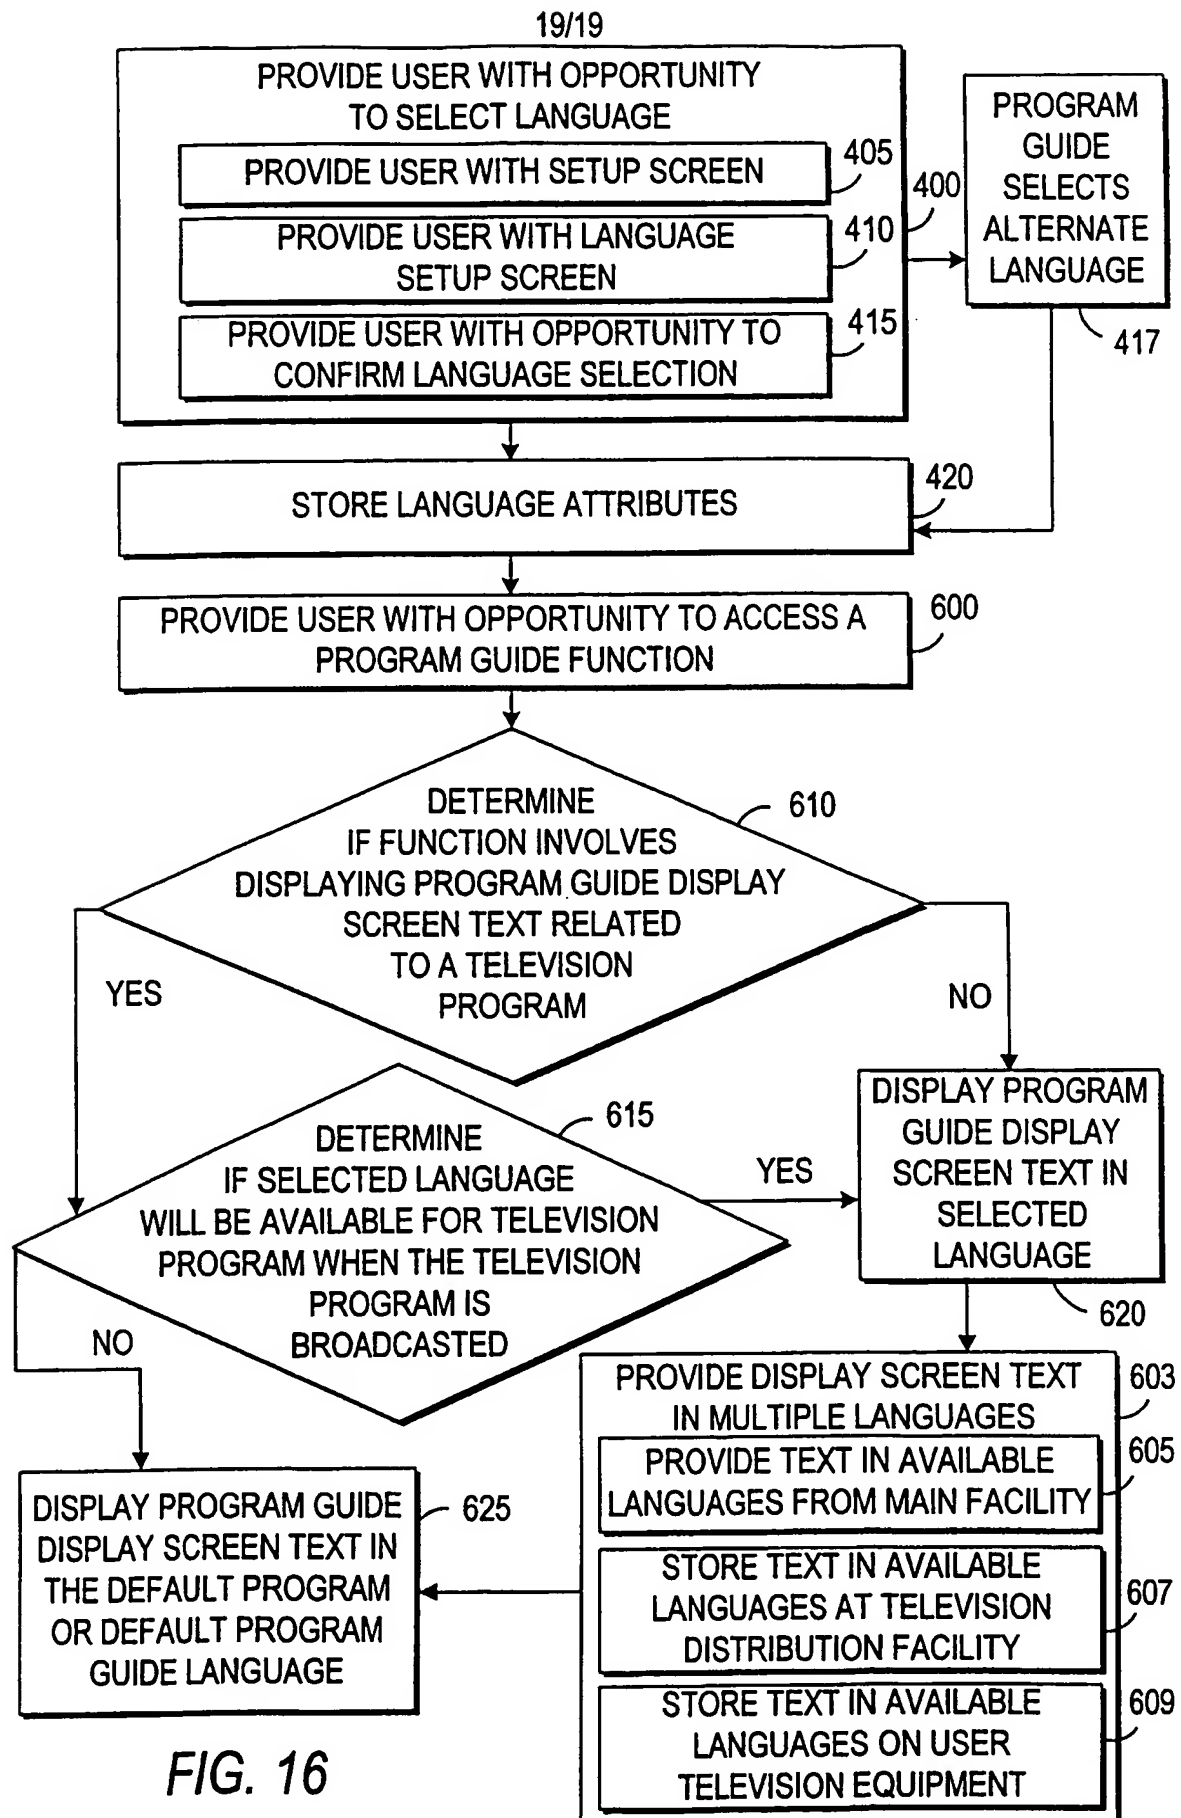 19/19
PROVIDE USER WITH OPPORTUNITY
TO SELECT LANGUAGE
PROVIDE USER WITH SETUP SCREEN
405
PROVIDE USER WITH LANGUAGE
SETUP SCREEN
410
PROVIDE USER WITH OPPORTUNITY TO
CONFIRM LANGUAGE SELECTION
415
400
PROGRAM
GUIDE
SELECTS
ALTERNATE
LANGUAGE
417
STORE LANGUAGE ATTRIBUTES
420
PROVIDE USER WITH OPPORTUNITY TO ACCESS A
PROGRAM GUIDE FUNCTION
600
DETERMINE
IF FUNCTION INVOLVES
DISPLAYING PROGRAM GUIDE DISPLAY
SCREEN TEXT RELATED
TO A TELEVISION
PROGRAM
610
YES
NO
DETERMINE
IF SELECTED LANGUAGE
WILL BE AVAILABLE FOR TELEVISION
PROGRAM WHEN THE TELEVISION
PROGRAM IS
BROADCASTED
615
YES
NO
DISPLAY PROGRAM
GUIDE DISPLAY
SCREEN TEXT IN
SELECTED
LANGUAGE
620
PROVIDE DISPLAY SCREEN TEXT
IN MULTIPLE LANGUAGES
603
PROVIDE TEXT IN AVAILABLE
LANGUAGES FROM MAIN FACILITY
605
STORE TEXT IN AVAILABLE
LANGUAGES AT TELEVISION
DISTRIBUTION FACILITY
607
STORE TEXT IN AVAILABLE
LANGUAGES ON USER
TELEVISION EQUIPMENT
609
DISPLAY PROGRAM GUIDE
DISPLAY SCREEN TEXT IN
THE DEFAULT PROGRAM
OR DEFAULT PROGRAM
GUIDE LANGUAGE
625
FIG. 16